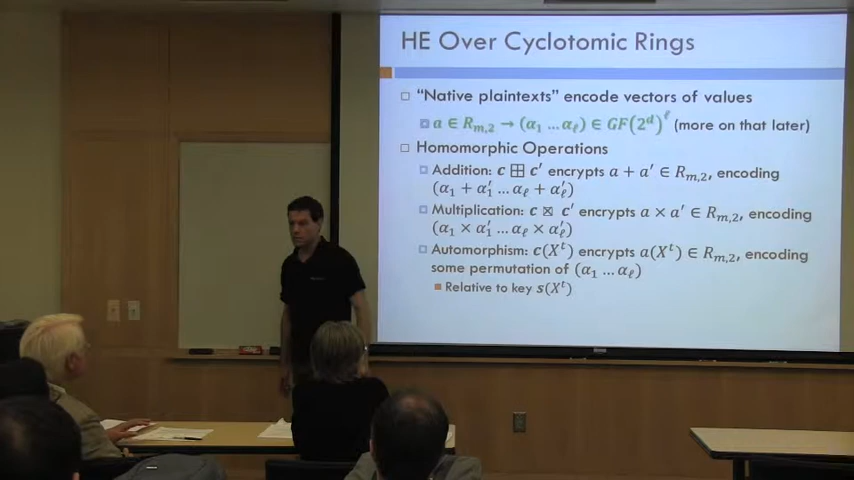 HE Over Cyclotomic Rings
"Native plaintexts" encode vectors of values
a ∈ R_{m,2} → (α_1 ... α_ℓ) ∈ GF(2^d)^ℓ (more on that later)
Homomorphic Operations
Addition: c ⊞ c′ encrypts a + a′ ∈ R_{m,2}, encoding
(α_1 + α′_1 ... α_ℓ + α′_ℓ)
Multiplication: c ⊠ c′ encrypts a × a′ ∈ R_{m,2}, encoding
(α_1 × α′_1 ... α_ℓ × α′_ℓ)
Automorphism: c(X^t) encrypts a(X^t) ∈ R_{m,2}, encoding
some permutation of (α_1 ... α_ℓ)
Relative to key s(X^t)